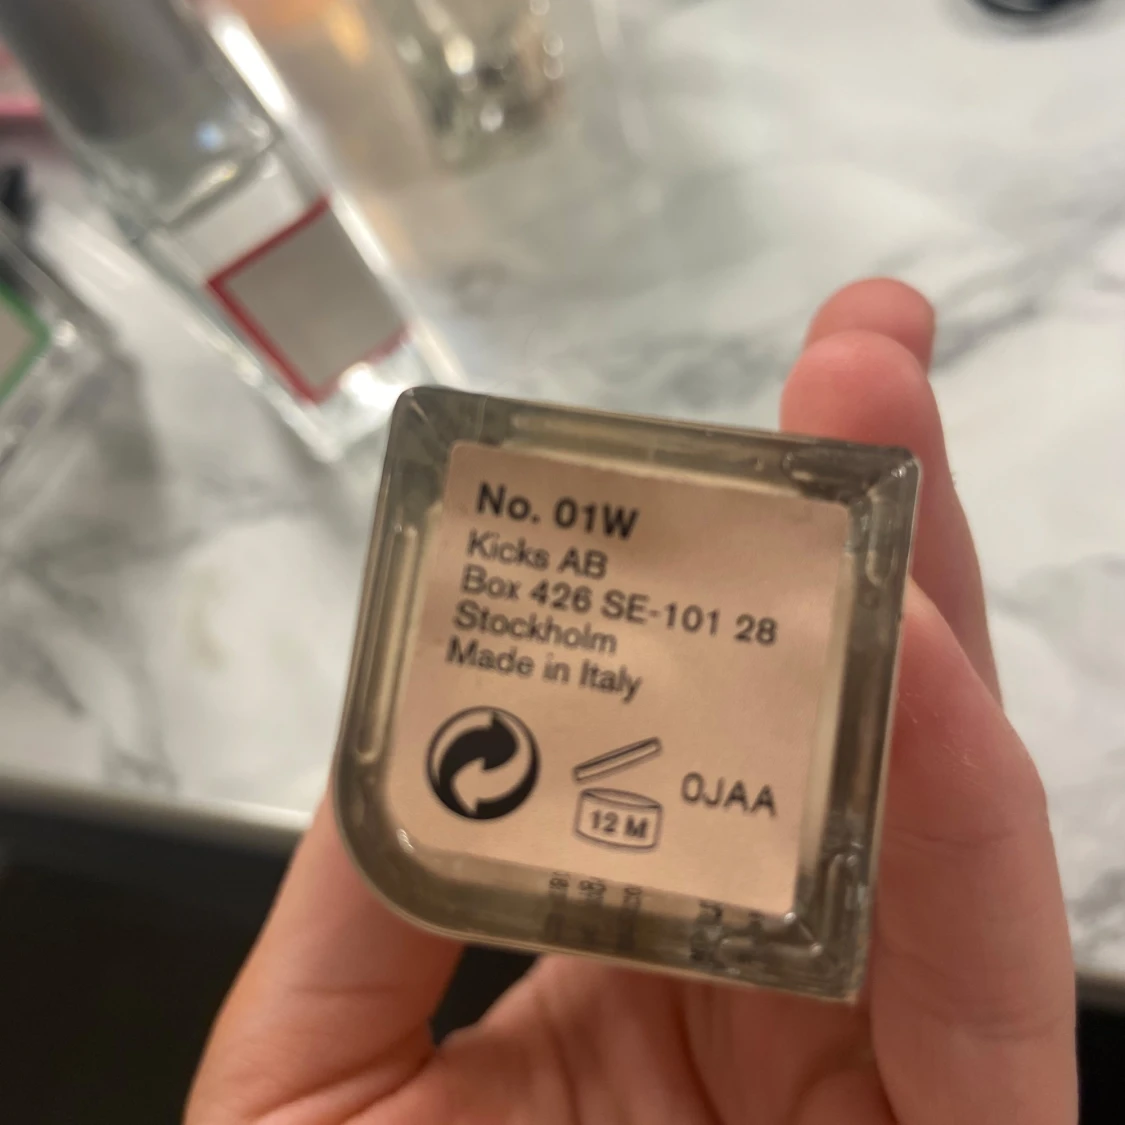 No. 01W
Kicks AB
Box 426 SE-101 28
Stockholm
Made in Italy
12 M
0JAA